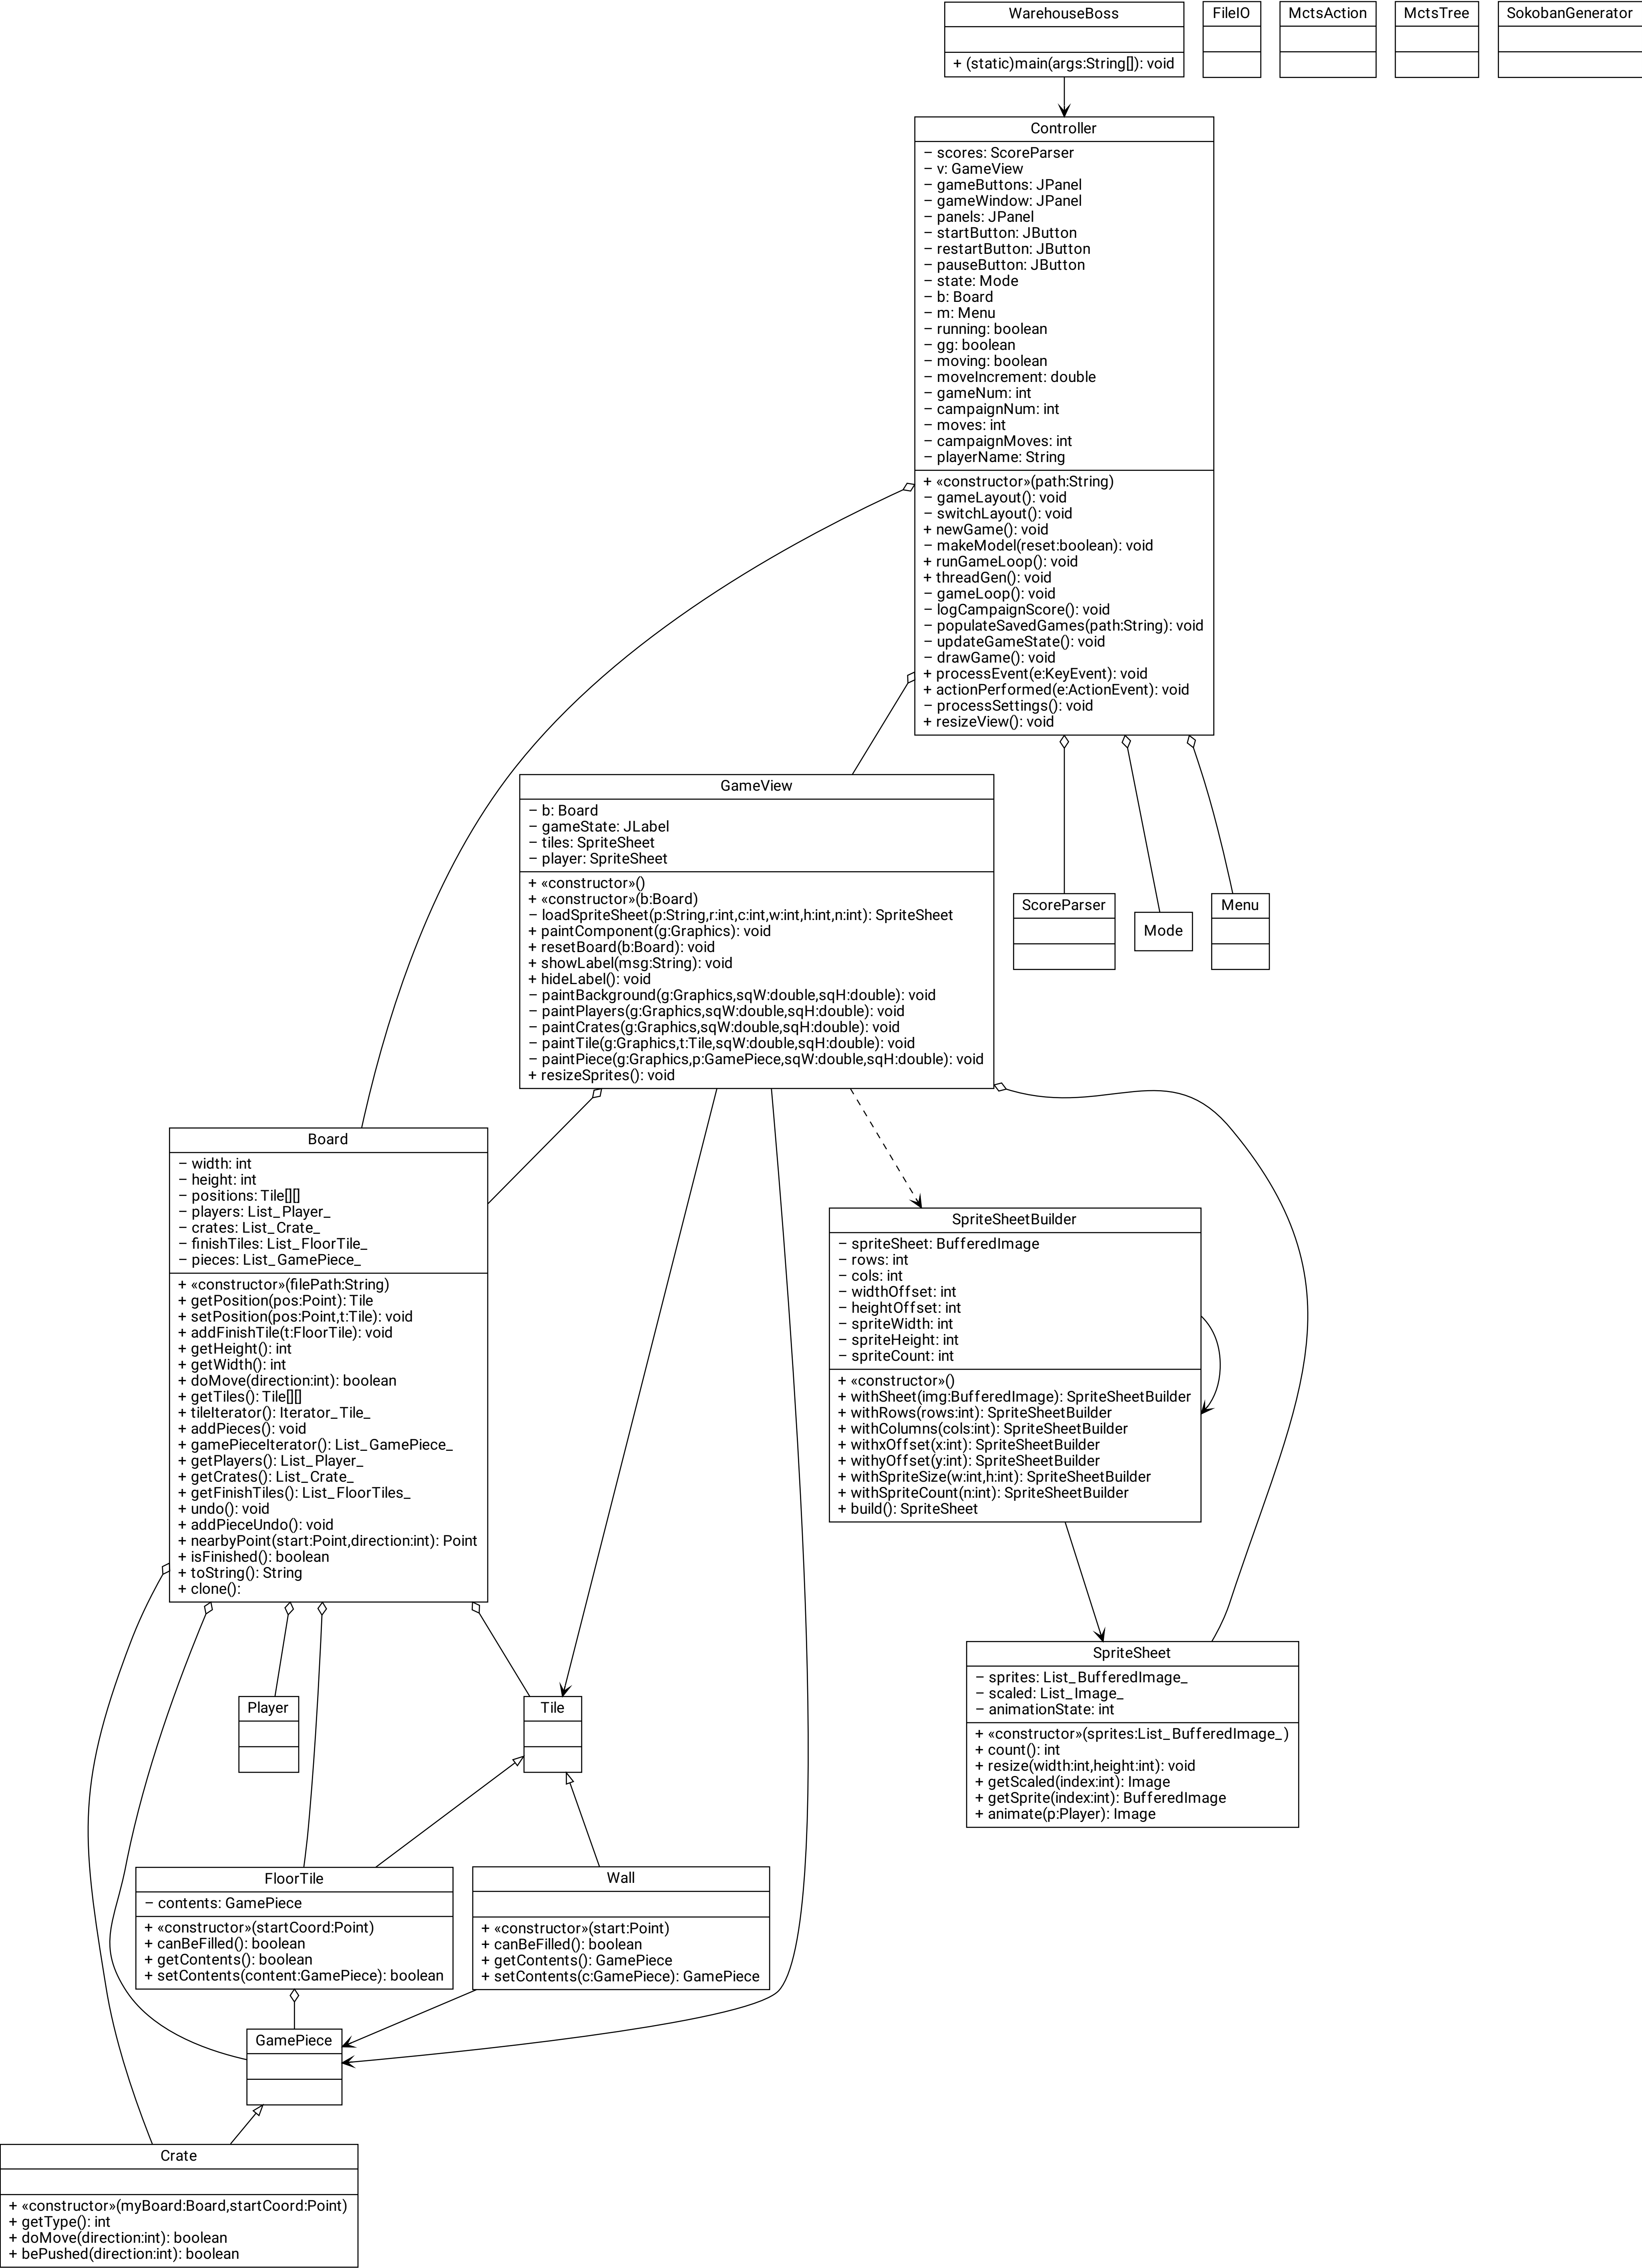 WarehouseBoss
+ (static)main(args:String[]): void
FileIO
MctsAction
MctsTree
SokobanGenerator
Controller
− scores: ScoreParser
− v: GameView
− gameButtons: JPanel
− gameWindow: JPanel
− panels: JPanel
− startButton: JButton
− restartButton: JButton
− pauseButton: JButton
− state: Mode
− b: Board
− m: Menu
− running: boolean
− gg: boolean
− moving: boolean
− moveIncrement: double
− gameNum: int
− campaignNum: int
− moves: int
− campaignMoves: int
− playerName: String
+ «constructor»(path:String)
− gameLayout(): void
− switchLayout(): void
+ newGame(): void
− makeModel(reset:boolean): void
+ runGameLoop(): void
+ threadGen(): void
− gameLoop(): void
− logCampaignScore(): void
− populateSavedGames(path:String): void
− updateGameState(): void
− drawGame(): void
+ processEvent(e:KeyEvent): void
+ actionPerformed(e:ActionEvent): void
− processSettings(): void
+ resizeView(): void
GameView
− b: Board
− gameState: JLabel
− tiles: SpriteSheet
− player: SpriteSheet
+ «constructor»()
+ «constructor»(b:Board)
− loadSpriteSheet(p:String,r:int,c:int,w:int,h:int,n:int): SpriteSheet
+ paintComponent(g:Graphics): void
+ resetBoard(b:Board): void
+ showLabel(msg:String): void
+ hideLabel(): void
− paintBackground(g:Graphics,sqW:double,sqH:double): void
− paintPlayers(g:Graphics,sqW:double,sqH:double): void
− paintCrates(g:Graphics,sqW:double,sqH:double): void
− paintTile(g:Graphics,t:Tile,sqW:double,sqH:double): void
− paintPiece(g:Graphics,p:GamePiece,sqW:double,sqH:double): void
+ resizeSprites(): void
ScoreParser
Mode
Menu
Board
− width: int
− height: int
− positions: Tile[][]
− players: List_Player_
− crates: List_Crate_
− finishTiles: List_FloorTile_
− pieces: List_GamePiece_
+ «constructor»(filePath:String)
+ getPosition(pos:Point): Tile
+ setPosition(pos:Point,t:Tile): void
+ addFinishTile(t:FloorTile): void
+ getHeight(): int
+ getWidth(): int
+ doMove(direction:int): boolean
+ getTiles(): Tile[][]
+ tileIterator(): Iterator_Tile_
+ addPieces(): void
+ gamePieceIterator(): List_GamePiece_
+ getPlayers(): List_Player_
+ getCrates(): List_Crate_
+ getFinishTiles(): List_FloorTiles_
+ undo(): void
+ addPieceUndo(): void
+ nearbyPoint(start:Point,direction:int): Point
+ isFinished(): boolean
+ toString(): String
+ clone():
SpriteSheetBuilder
− spriteSheet: BufferedImage
− rows: int
− cols: int
− widthOffset: int
− heightOffset: int
− spriteWidth: int
− spriteHeight: int
− spriteCount: int
+ «constructor»()
+ withSheet(img:BufferedImage): SpriteSheetBuilder
+ withRows(rows:int): SpriteSheetBuilder
+ withColumns(cols:int): SpriteSheetBuilder
+ withxOffset(x:int): SpriteSheetBuilder
+ withyOffset(y:int): SpriteSheetBuilder
+ withSpriteSize(w:int,h:int): SpriteSheetBuilder
+ withSpriteCount(n:int): SpriteSheetBuilder
+ build(): SpriteSheet
SpriteSheet
− sprites: List_BufferedImage_
− scaled: List_Image_
− animationState: int
+ «constructor»(sprites:List_BufferedImage_)
+ count(): int
+ resize(width:int,height:int): void
+ getScaled(index:int): Image
+ getSprite(index:int): BufferedImage
+ animate(p:Player): Image
Player
Tile
FloorTile
− contents: GamePiece
+ «constructor»(startCoord:Point)
+ canBeFilled(): boolean
+ getContents(): boolean
+ setContents(content:GamePiece): boolean
Wall
+ «constructor»(start:Point)
+ canBeFilled(): boolean
+ getContents(): GamePiece
+ setContents(c:GamePiece): GamePiece
GamePiece
Crate
+ «constructor»(myBoard:Board,startCoord:Point)
+ getType(): int
+ doMove(direction:int): boolean
+ bePushed(direction:int): boolean